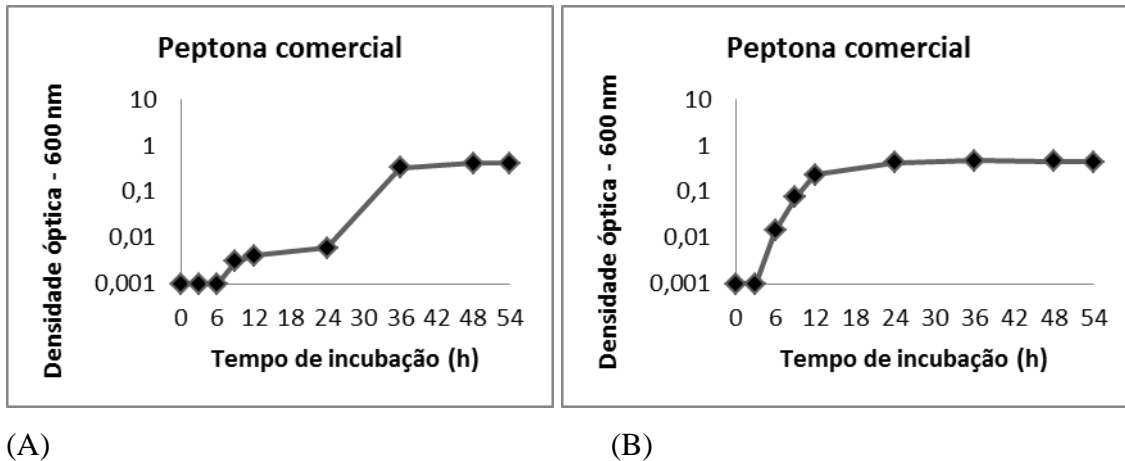 Peptona comercial
Densidade óptica - 600 nm
10
1
0,1
0,01
0,001
0 6 12 18 24 30 36 42 48 54
Tempo de incubação (h)
(A)
Peptona comercial
Densidade óptica - 600 nm
10
1
0,1
0,01
0,001
0 6 12 18 24 30 36 42 48 54
Tempo de incubação (h)
(B)